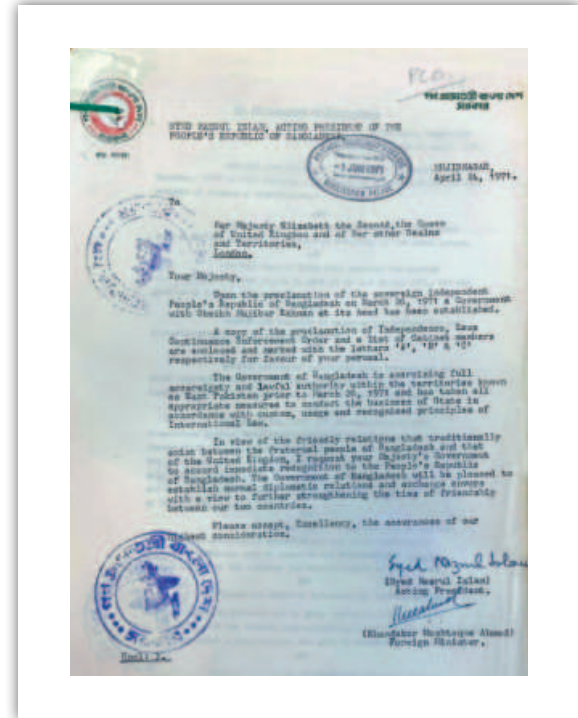 PCD
গণ প্রজাতন্ত্রী বাংলা দেশ
সরকার
SYED NAZRUL ISLAM, ACTING PRESIDENT OF THE
PEOPLE'S REPUBLIC OF BANGLADESH.
MUJIBNAGAR,
April 24, 1971.
To
Her Majesty Elizabeth the Second, the Queen
of United Kingdom and of Her other Realms
and Territories,
London.
Your Majesty,
Upon the proclamation of the sovereign independent
People's Republic of Bangladesh on March 26, 1971 a Government
with Sheikh Mujibur Rahman at its head has been established.
A copy of the proclamation of Independence, Laws
Continuance Enforcement Order and a list of Cabinet members
are enclosed and marked with the letters 'A', 'B' & 'C'
respectively for favour of your perusal.
The Government of Bangladesh is exercising full
sovereignty and lawful authority within the territories known
as East Pakistan prior to March 26, 1971 and has taken all
appropriate measures to conduct the business of State in
accordance with custom, usage and recognised principles of
International Law.
In view of the friendly relations that traditionally
exist between the fraternal people of Bangladesh and that
of the United Kingdom, I request your Majesty's Government
to accord immediate recognition to the People's Republic
of Bangladesh. The Government of Bangladesh will be pleased to
establish normal diplomatic relations and exchange envoys
with a view to further strengthening the ties of friendship
between our two countries.
Please accept, Excellency, the assurances of our
highest consideration.
Syed Nazrul Islam
(Syed Nazrul Islam)
Acting President.
(Khandakar Moshtaque Ahmed)
Foreign Minister.
Encl: 3.